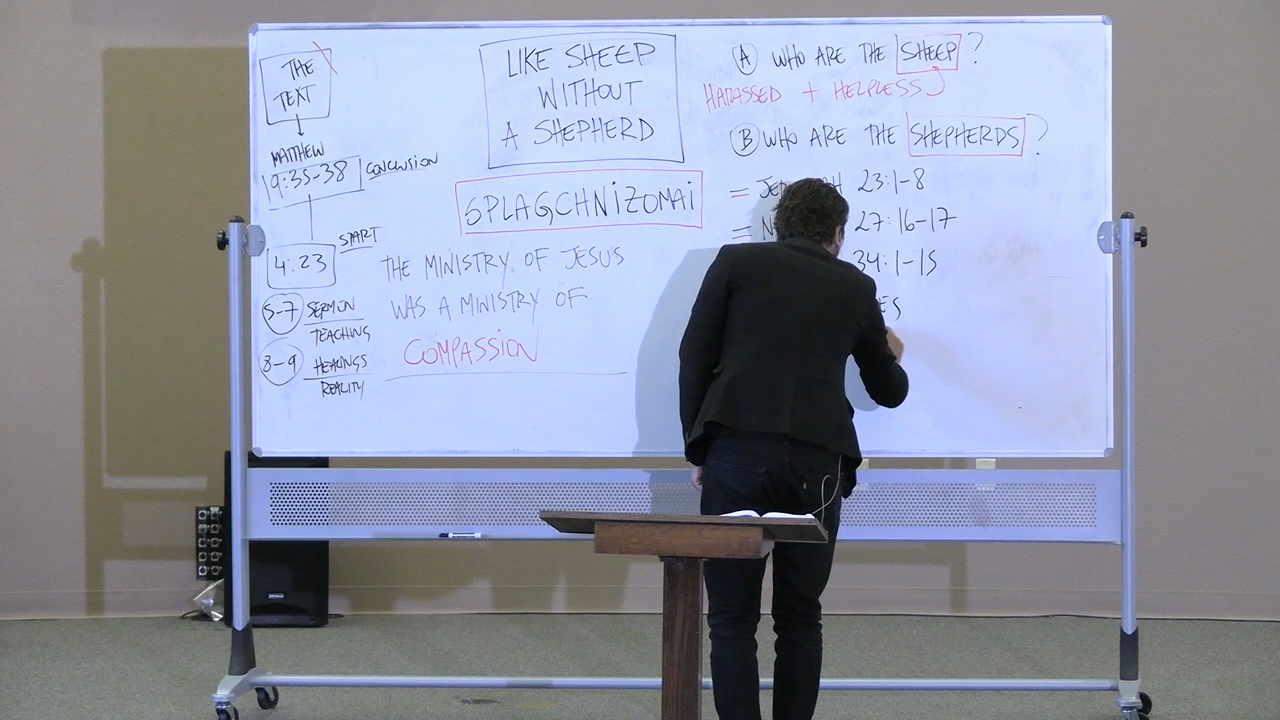 THE
TEXT
MATTHEW
9:35-38 CONCLUSION
4:23 START
5-7 SERMON
TEACHING
8-9 HEALINGS
REALITY
LIKE SHEEP
WITHOUT
A SHEPHERD
SPLAGCHNiZOMAi
THE MINISTRY OF JESUS
WAS A MINISTRY OF
COMPASSION
A WHO ARE THE SHEEP?
HARASSED + HELPLESS
B WHO ARE THE SHEPHERDS?
= 23:1-8
= 27:16-17
34:1-15